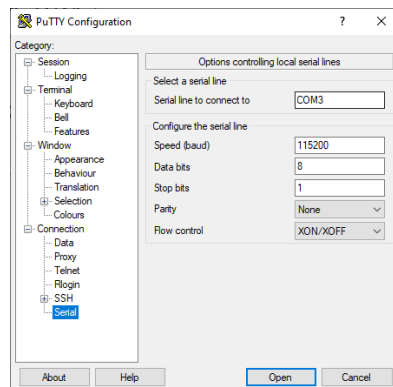 PuTTY Configuration
Category:
Session
Logging
Terminal
Keyboard
Bell
Features
Window
Appearance
Behaviour
Translation
Selection
Colours
Connection
Data
Proxy
Telnet
Rlogin
SSH
Serial
Options controlling local serial lines
Select a serial line
Serial line to connect to COM3
Configure the serial line
Speed (baud) 115200
Data bits 8
Stop bits 1
Parity None
Flow control XON/XOFF
About Help Open Cancel